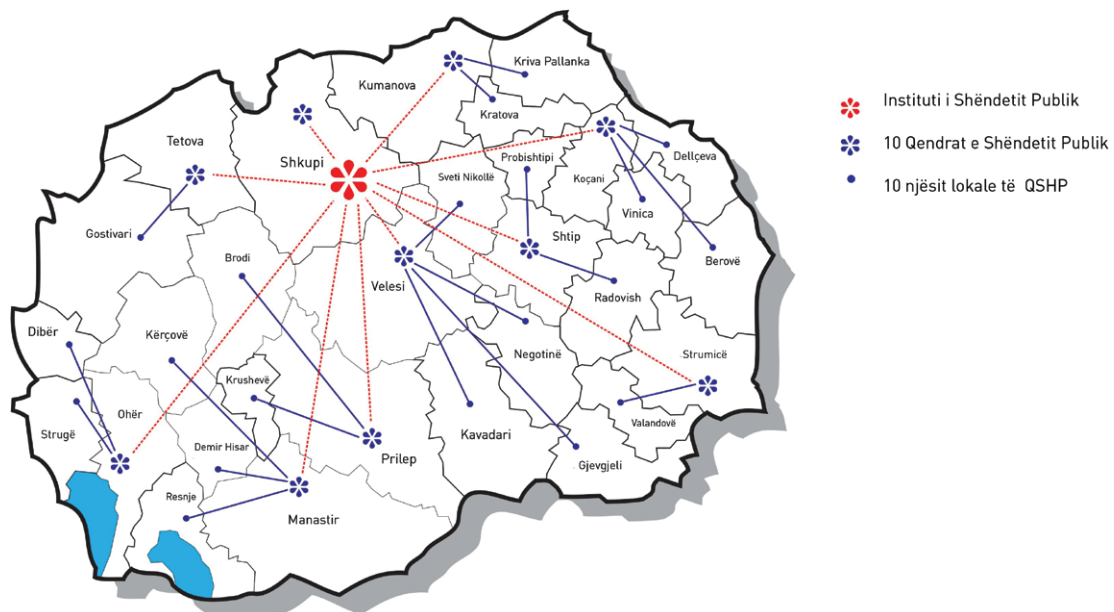 Kriva Pallanka
Kumanova
Kratova
Tetova
Shkupi
Probishtipi
Dellçeva
Sveti Nikollë
Koçani
Vinica
Gostivari
Shtip
Brodi
Berovë
Velesi
Radovish
Dibër
Kërçovë
Negotinë
Strumicë
Krushevë
Ohër
Strugë
Kavadari
Valandovë
Demir Hisar
Prilep
Gjevgjeli
Resnje
Manastir
Instituti i Shëndetit Publik
10 Qendrat e Shëndetit Publik
10 njësit lokale të QSHP